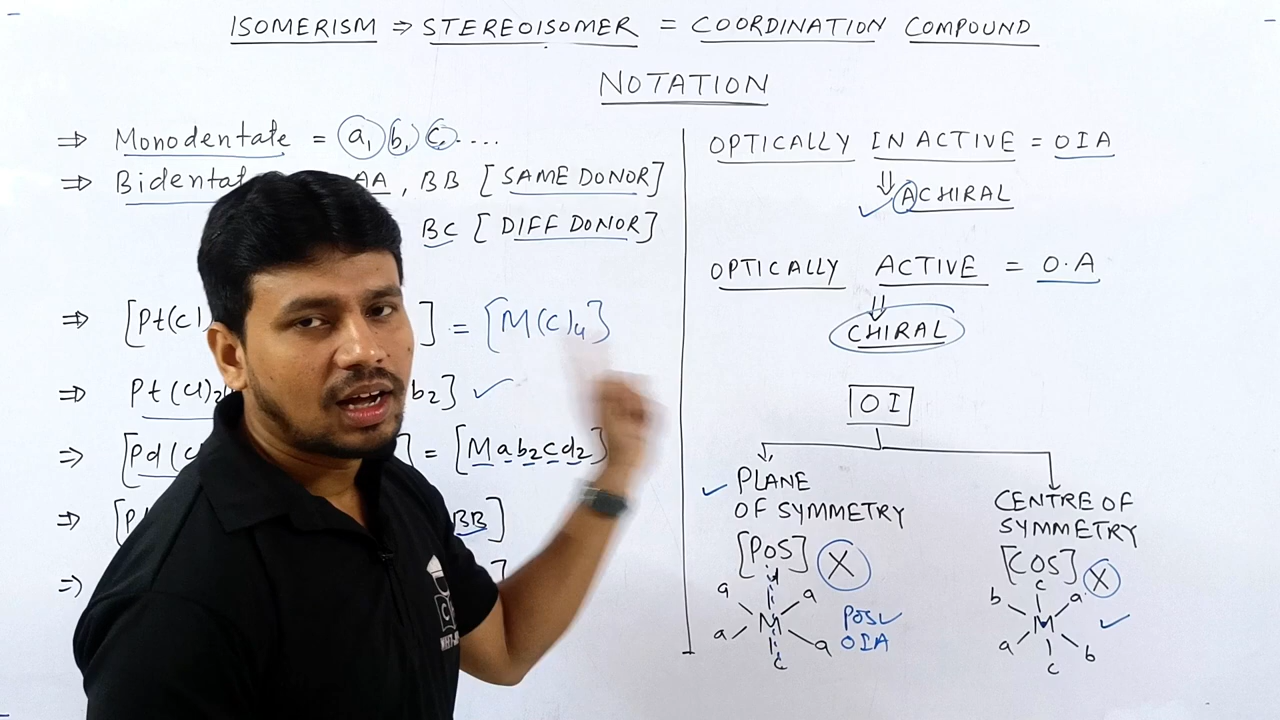 ISOMERISM ⇒ STEREOISOMER = COORDINATION COMPOUND
NOTATION
⇒ Monodentate = a, b, c, ....
⇒ Bidentat AA, BB [SAME DONOR]
BC [DIFF DONOR]
⇒ [Pt(Cl) ] = [M(C)4]
⇒ Pt(Cl)2 b2] ✓
⇒ [Pd(C ] = [Mab2cd2]
⇒ [P BB]
⇒ ]
OPTICALLY INACTIVE = OIA
⇓
✓ ACHIRAL
OPTICALLY ACTIVE = O.A
⇓
CHIRAL
OI
✓ PLANE OF SYMMETRY
[POS] X
d
a a
M
a a
c
POS✓
OIA
CENTRE OF SYMMETRY
[COS] X
c
b a
M ✓
a b
c